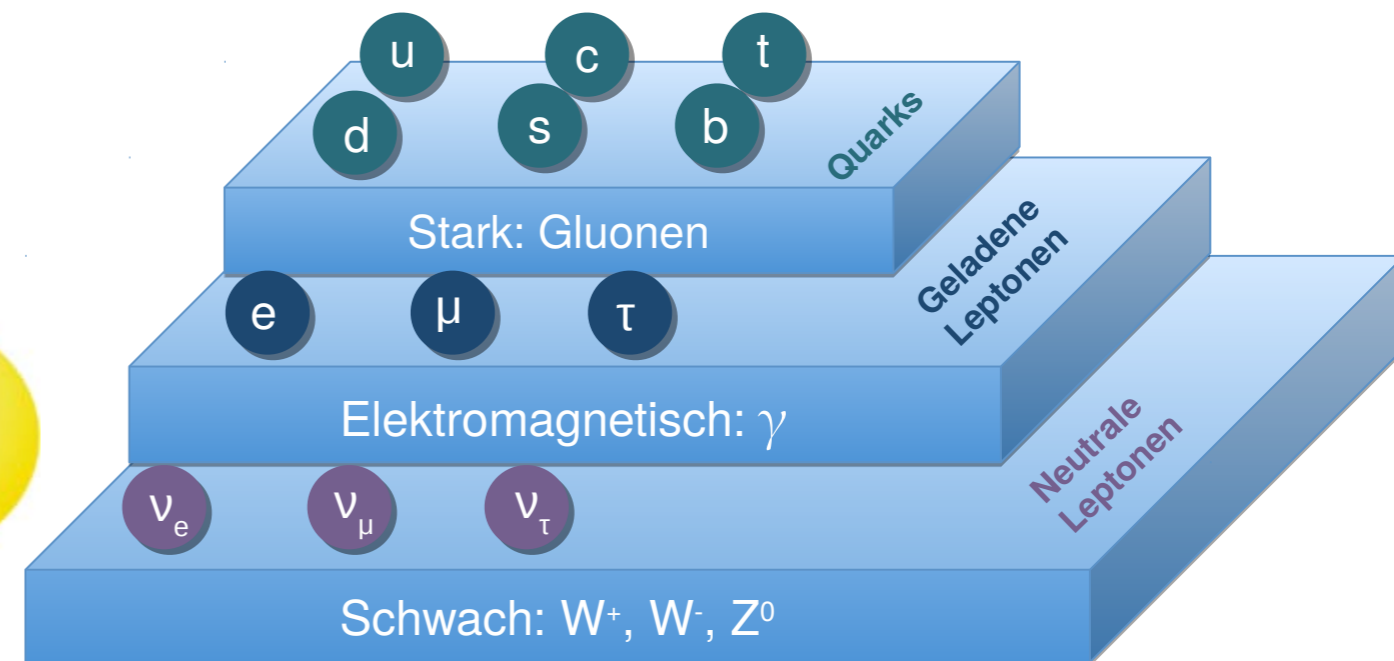 u c t
d s b
Quarks
Stark: Gluonen
Geladene
Leptonen
e μ τ
Elektromagnetisch: γ
Neutrale
Leptonen
νe νμ ντ
Schwach: W+, W-, Z0